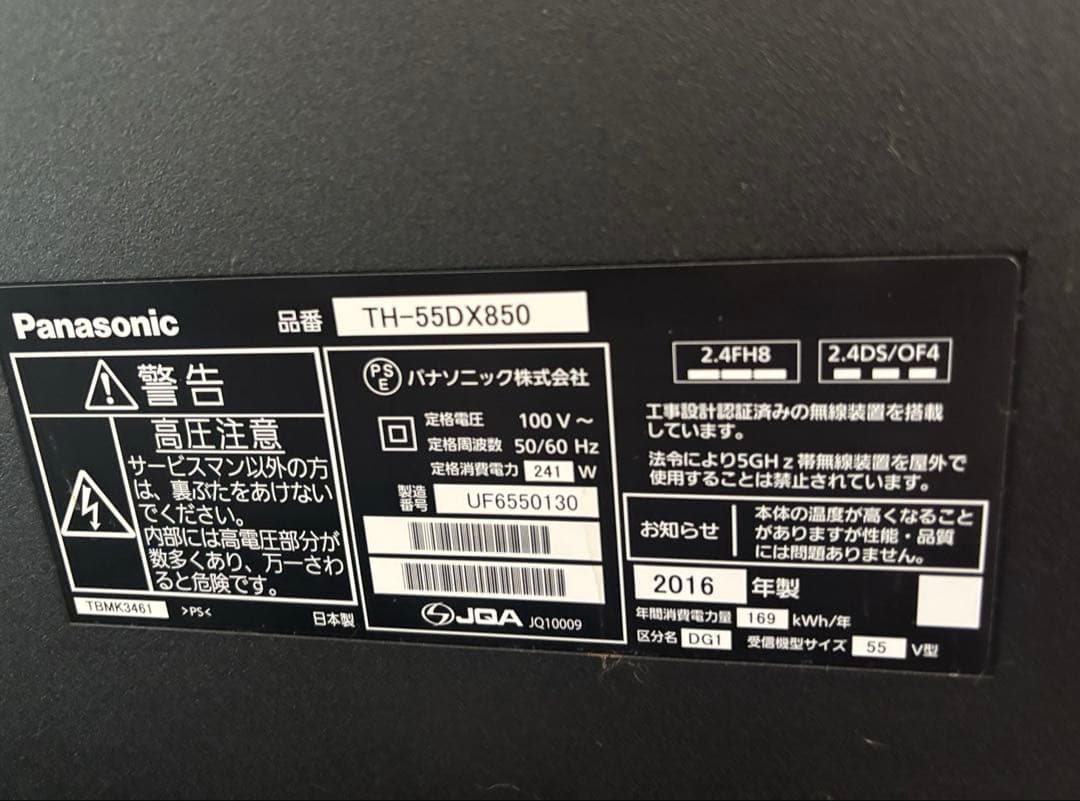 Panasonic
品番 TH-55DX850
警告
高圧注意
サービスマン以外の方
は、裏ぶたをあけない
でください。
内部には高電圧部分が
数多くあり、万一さわ
ると危険です。
TBMK3461 >PS<
日本製
PS
E
パナソニック株式会社
定格電圧 100 V ~
定格周波数 50/60 Hz
定格消費電力 241 W
製造
番号 UF6550130
JQA JQ10009
2.4FH8
2.4DS/OF4
工事設計認証済みの無線装置を搭載
しています。
法令により5GHz帯無線装置を屋外で
使用することは禁止されています。
お知らせ
本体の温度が高くなること
がありますが性能・品質
には問題ありません。
2016 年製
年間消費電力量 169 kWh/年
区分名 DG1 受信機型サイズ 55 V型